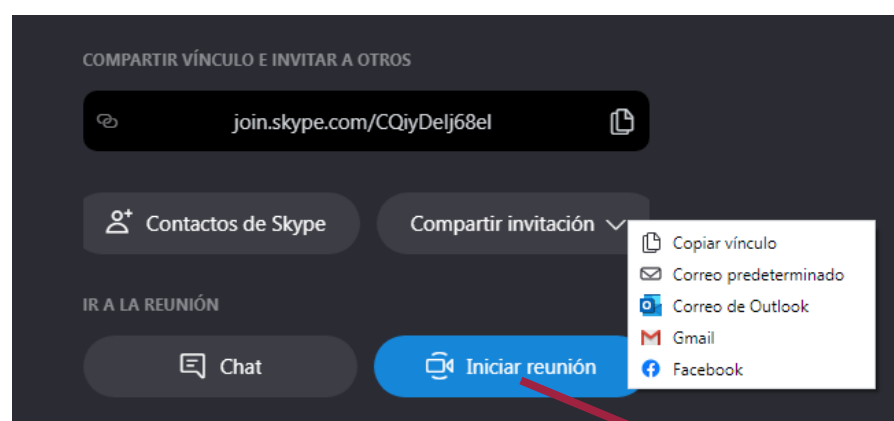 COMPARTIR VÍNCULO E INVITAR A OTROS
join.skype.com/CQiyDelj68el
Contactos de Skype
Compartir invitación
Copiar vínculo
Correo predeterminado
Correo de Outlook
Gmail
Facebook
IR A LA REUNIÓN
Chat
Iniciar reunión